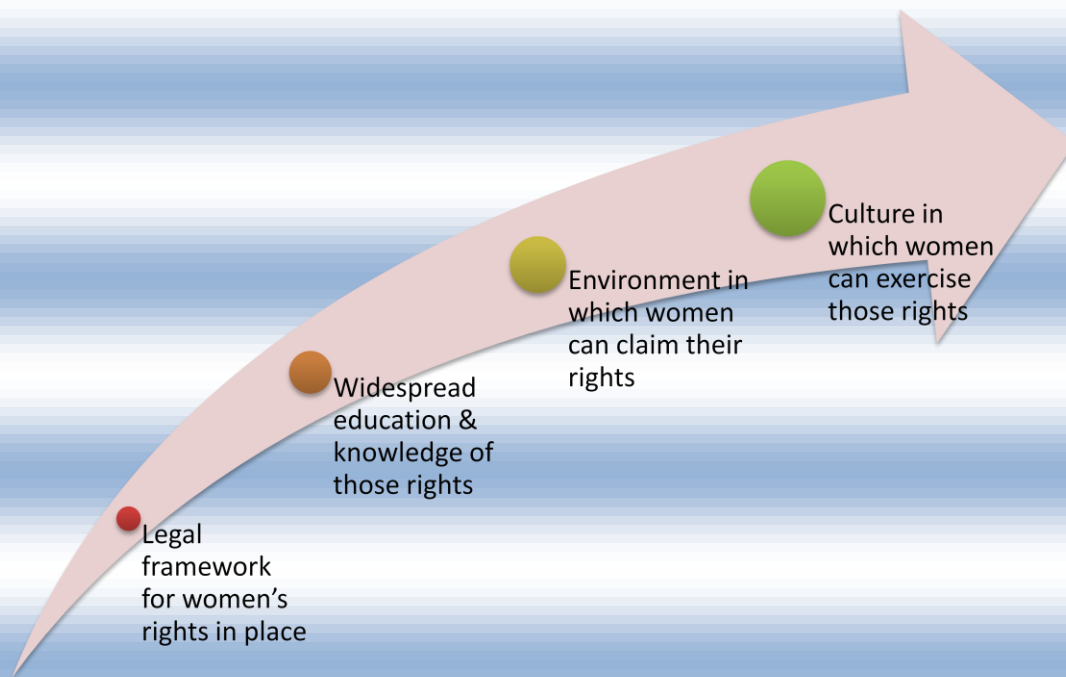 Legal
framework
for women’s
rights in place
Widespread
education &
knowledge of
those rights
Environment in
which women
can claim their
rights
Culture in
which women
can exercise
those rights